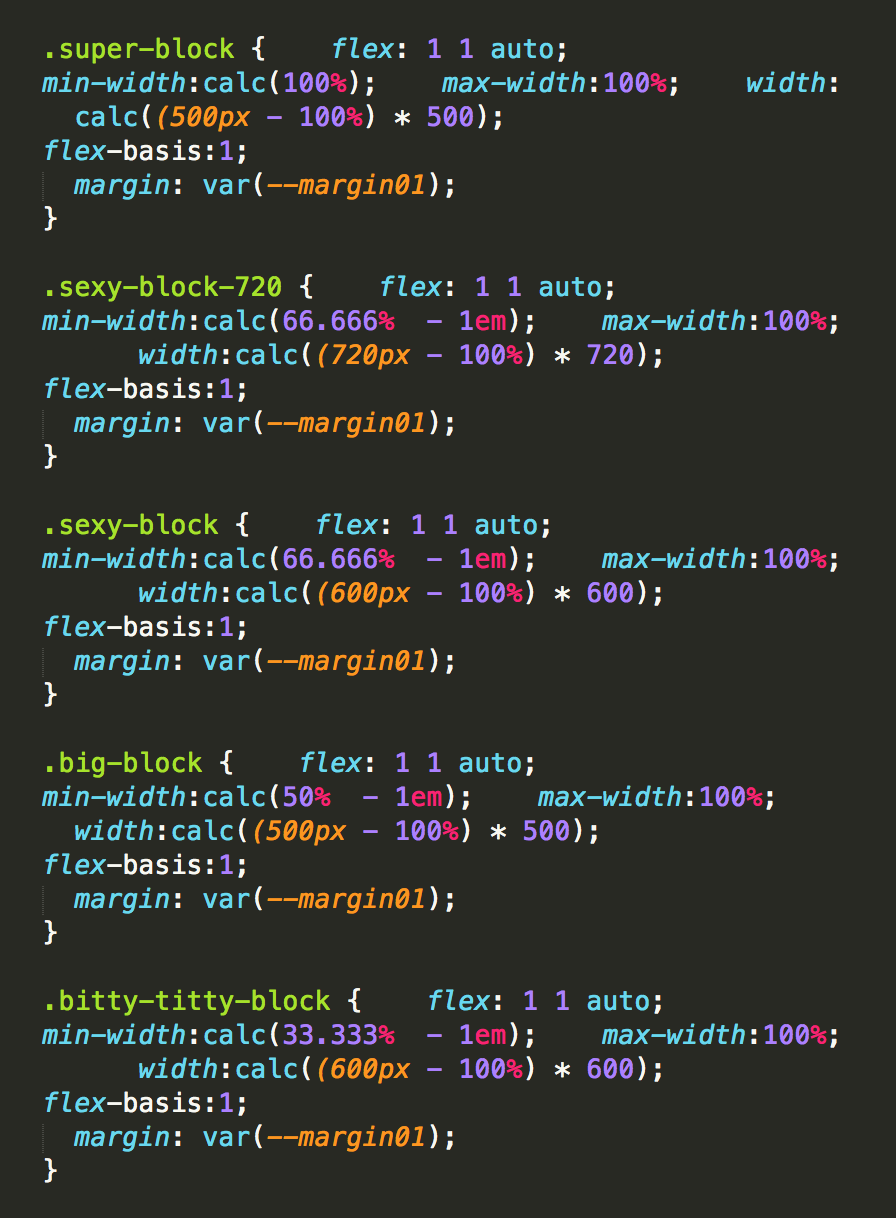 .super-block {    flex: 1 1 auto;
min-width:calc(100%);    max-width:100%;    width:
  calc((500px - 100%) * 500);
flex-basis:1;
  margin: var(--margin01);
}

.sexy-block-720 {    flex: 1 1 auto;
min-width:calc(66.666%  - 1em);    max-width:100%;
      width:calc((720px - 100%) * 720);
flex-basis:1;
  margin: var(--margin01);
}

.sexy-block {    flex: 1 1 auto;
min-width:calc(66.666%  - 1em);    max-width:100%;
      width:calc((600px - 100%) * 600);
flex-basis:1;
  margin: var(--margin01);
}

.big-block {    flex: 1 1 auto;
min-width:calc(50%  - 1em);    max-width:100%;
  width:calc((500px - 100%) * 500);
flex-basis:1;
  margin: var(--margin01);
}

.bitty-titty-block {    flex: 1 1 auto;
min-width:calc(33.333%  - 1em);    max-width:100%;
      width:calc((600px - 100%) * 600);
flex-basis:1;
  margin: var(--margin01);
}